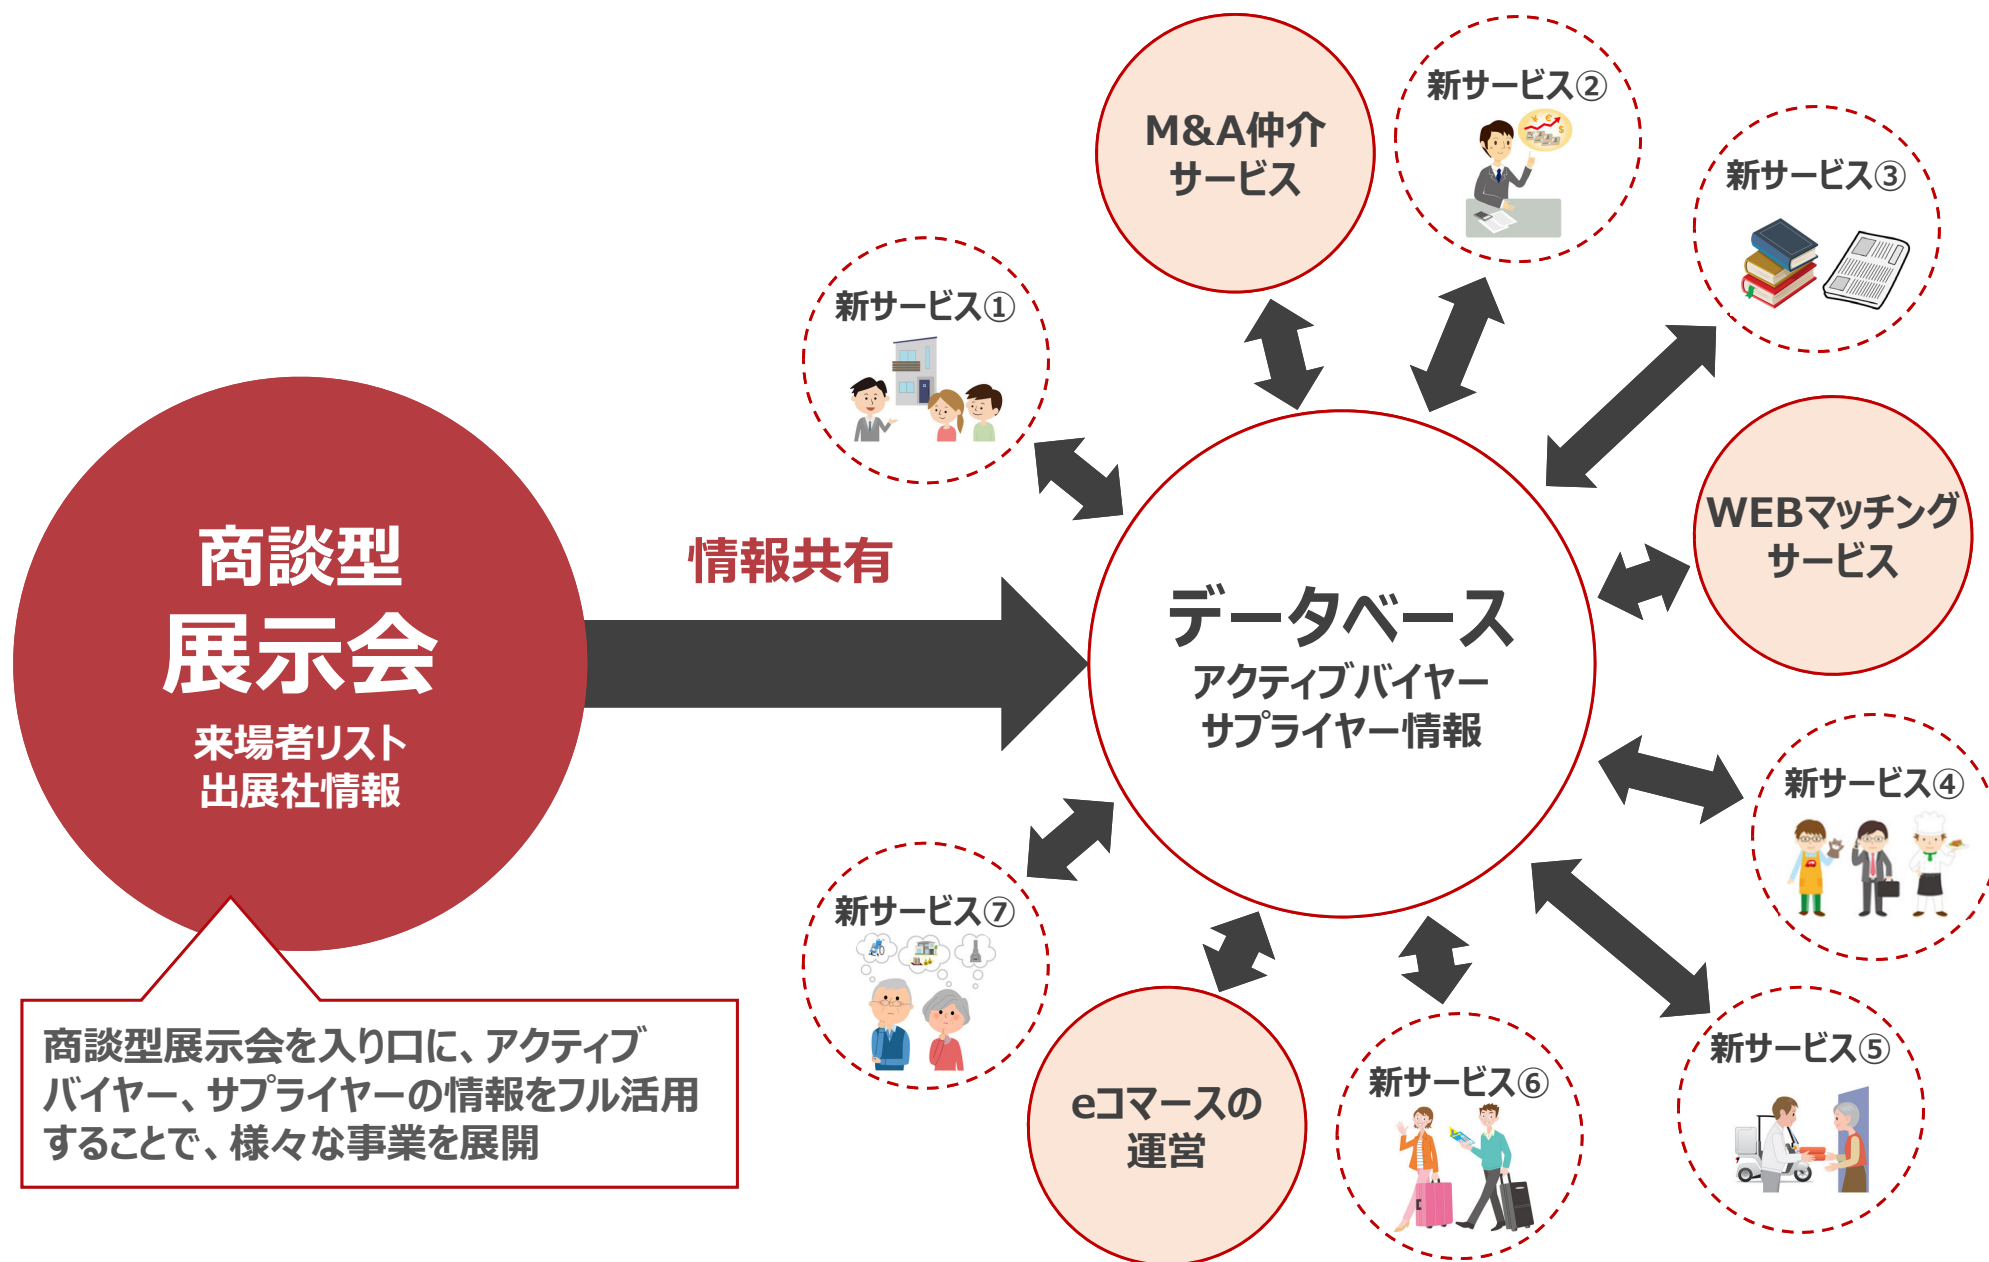 商談型
展示会
来場者リスト
出展社情報
商談型展示会を入り口に、アクティブ
バイヤー、サプライヤーの情報をフル活用
することで、様々な事業を展開
情報共有
データベース
アクティブバイヤー
サプライヤー情報
新サービス①
M&A仲介
サービス
新サービス②
新サービス③
WEBマッチング
サービス
新サービス④
新サービス⑤
新サービス⑥
eコマースの
運営
新サービス⑦